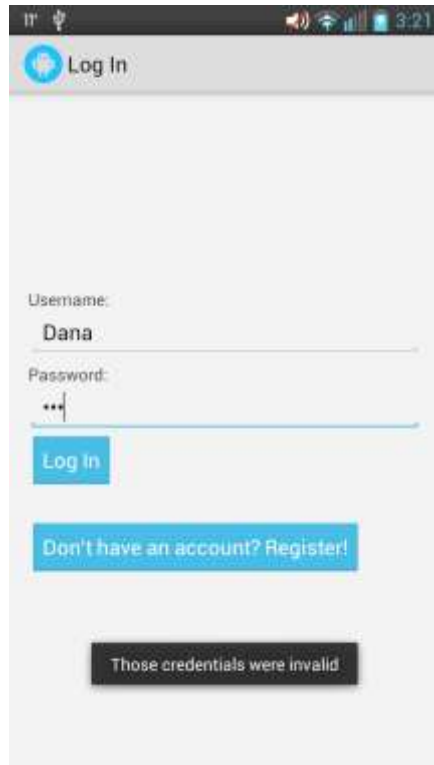 3:21
Log In
Username:
Dana
Password:
•••
Log In
Don't have an account? Register!
Those credentials were invalid